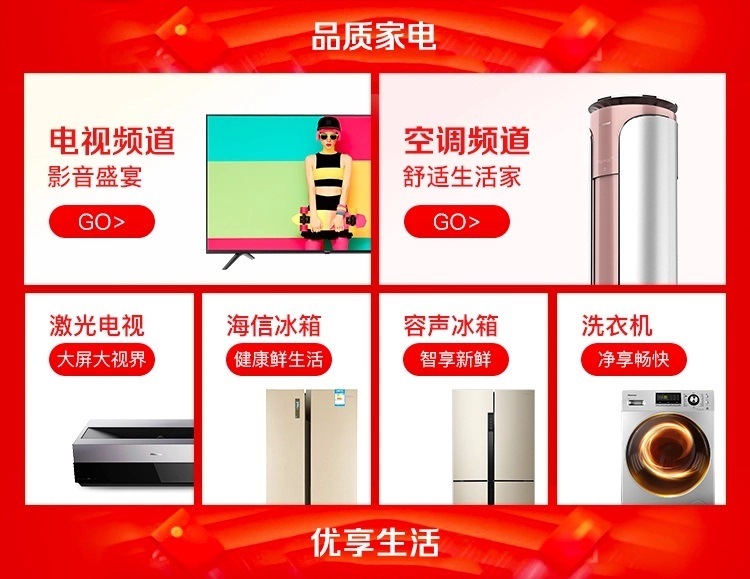 品质家电
电视频道
影音盛宴
GO>
空调频道
舒适生活家
GO>
激光电视
大屏大视界
海信冰箱
健康鲜生活
容声冰箱
智享新鲜
洗衣机
净享畅快
优享生活